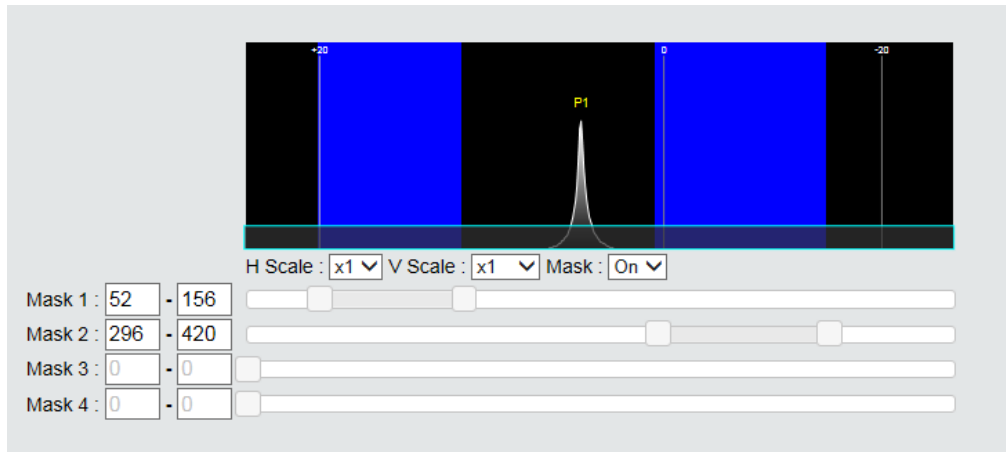 +20 0 -20
P1
H Scale : x1 V Scale : x1 Mask : On
Mask 1 : 52 - 156
Mask 2 : 296 - 420
Mask 3 : 0 - 0
Mask 4 : 0 - 0